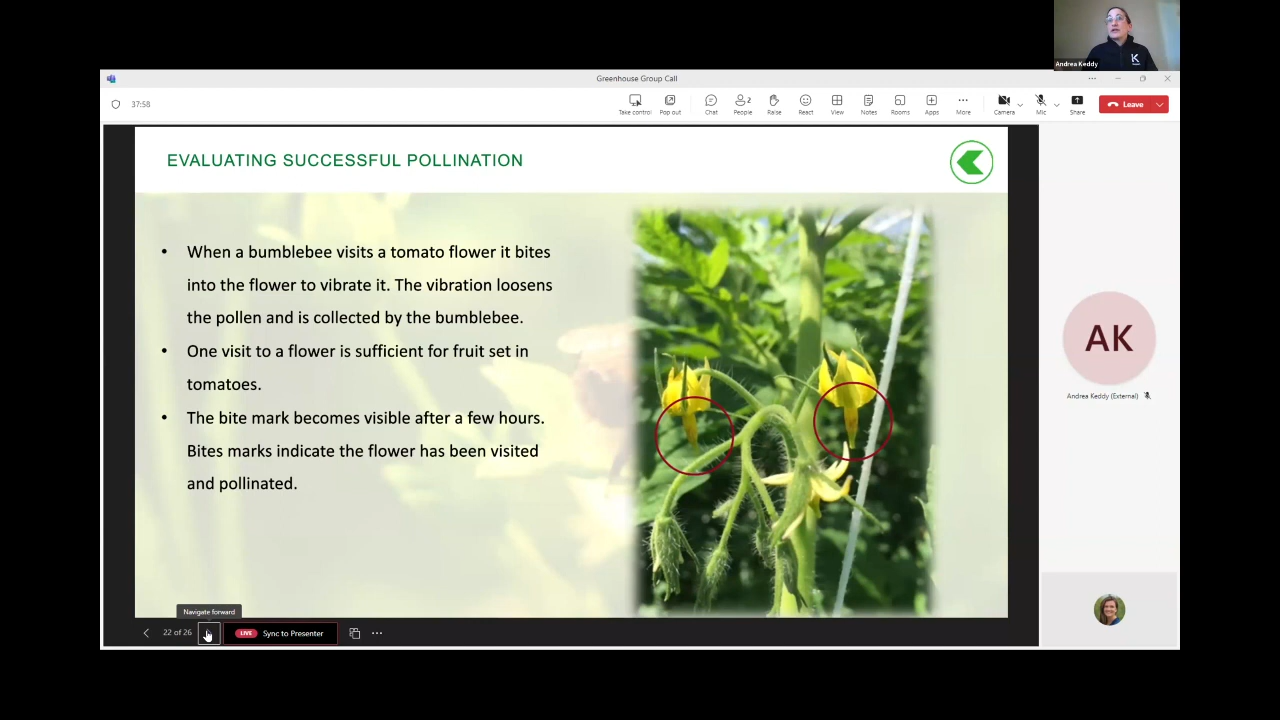 Andrea Keddy
K
Greenhouse Group Call
37:58
Take control
Pop out
Chat
2
People
Raise
React
View
Notes
Rooms
Apps
More
Camera
Mic
Share
Leave
EVALUATING SUCCESSFUL POLLINATION
• When a bumblebee visits a tomato flower it bites
into the flower to vibrate it. The vibration loosens
the pollen and is collected by the bumblebee.
• One visit to a flower is sufficient for fruit set in
tomatoes.
• The bite mark becomes visible after a few hours.
Bites marks indicate the flower has been visited
and pollinated.
AK
Andrea Keddy (External)
Navigate forward
22 of 26
LIVE Sync to Presenter